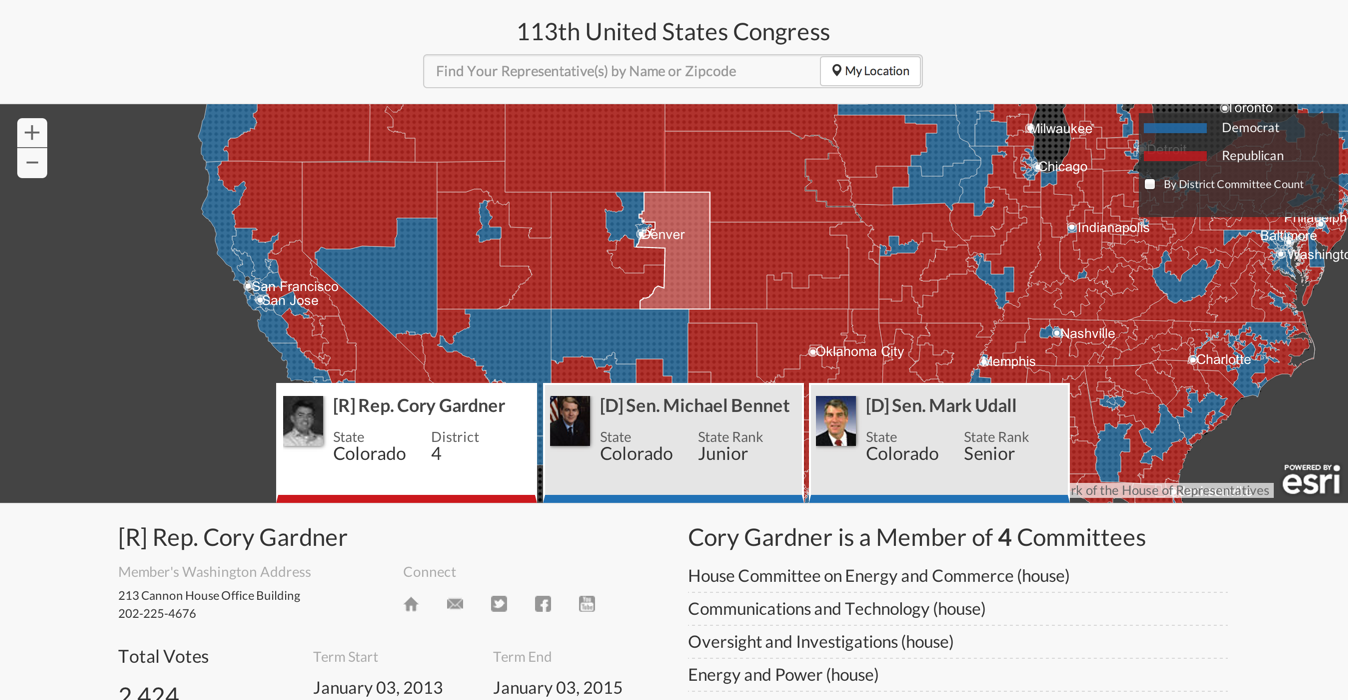 113th United States Congress
Find Your Representative(s) by Name or Zipcode
My Location
+
−
Toronto
Milwaukee
Democrat
Detroit
Republican
Chicago
By District Committee Count
Indianapolis
Denver
Baltimore
San Francisco
San Jose
Nashville
Oklahoma City
Memphis
Charlotte
[R] Rep. Cory Gardner
State
District
Colorado
4
[D] Sen. Michael Bennet
State
State Rank
Colorado
Junior
[D] Sen. Mark Udall
State
State Rank
Colorado
Senior
POWERED BY
esri
rk of the House of Representatives
[R] Rep. Cory Gardner
Member's Washington Address
213 Cannon House Office Building
202-225-4676
Connect
You Tube
Total Votes
2,424
Term Start
January 03, 2013
Term End
January 03, 2015
Cory Gardner is a Member of 4 Committees
House Committee on Energy and Commerce (house)
Communications and Technology (house)
Oversight and Investigations (house)
Energy and Power (house)